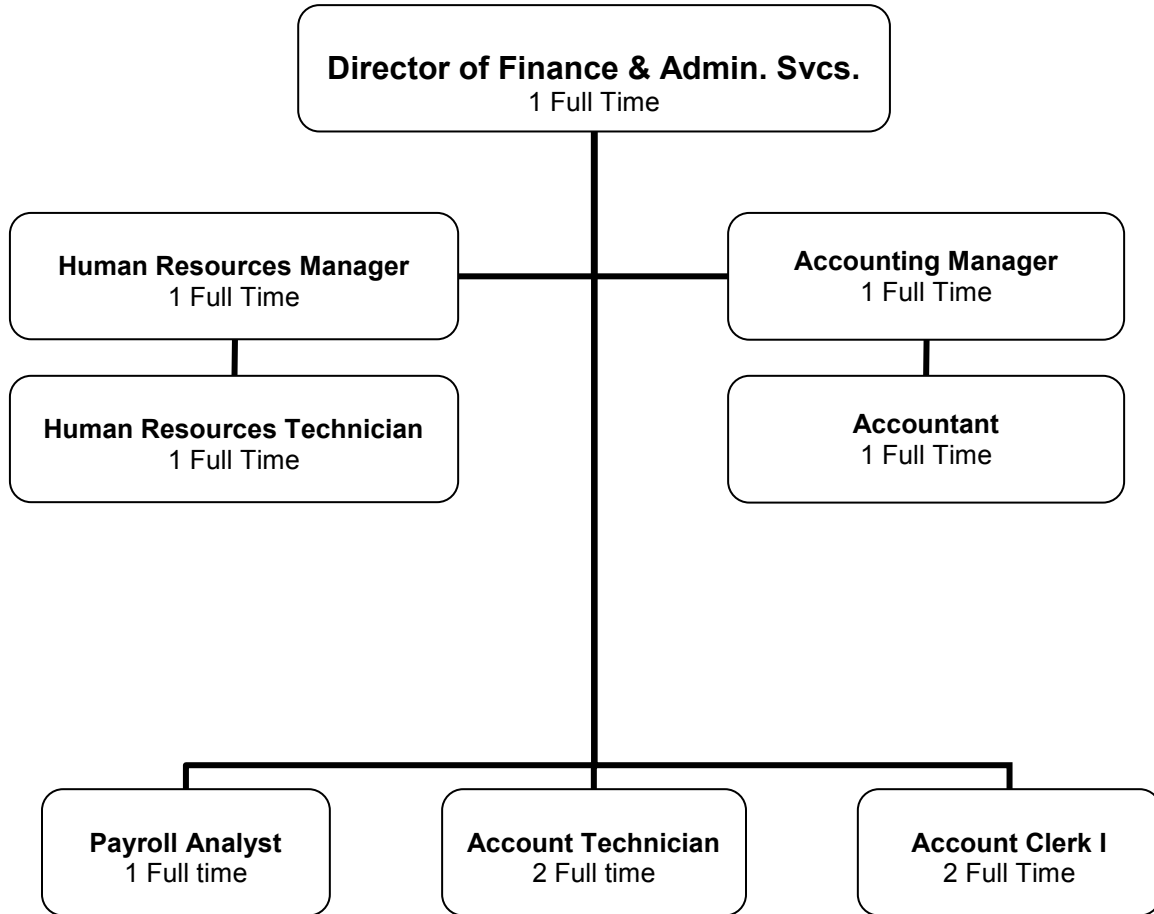 Director of Finance & Admin. Svcs.
1 Full Time
Human Resources Manager
1 Full Time
Accounting Manager
1 Full Time
Human Resources Technician
1 Full Time
Accountant
1 Full Time
Payroll Analyst
1 Full time
Account Technician
2 Full time
Account Clerk I
2 Full Time